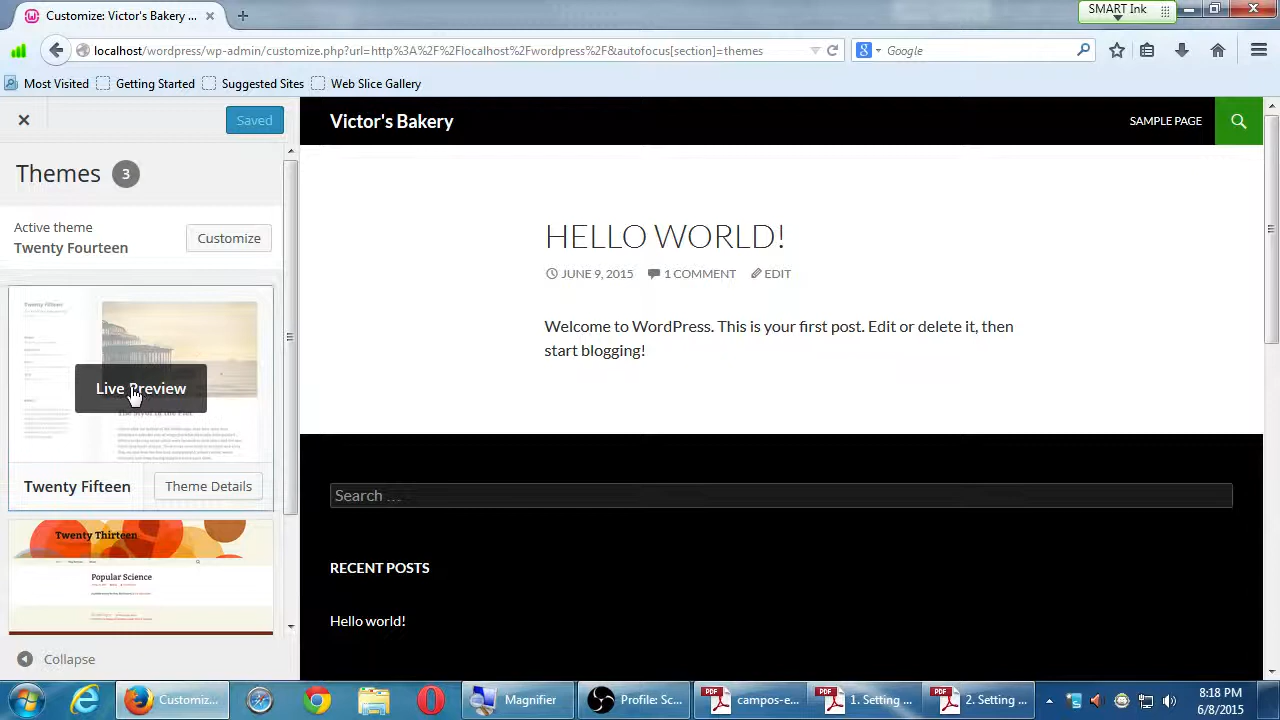 Customize: Victor's Bakery ...
SMART Ink
localhost/wordpress/wp-admin/customize.php?url=http%3A%2F%2Flocalhost%2Fwordpress%2F&autofocus[section]=themes
Google
Most Visited
Getting Started
Suggested Sites
Web Slice Gallery
Saved
Themes 3
Active theme
Twenty Fourteen
Customize
Twenty Fifteen
Live Preview
Twenty Fifteen
Theme Details
Twenty Thirteen
Popular Science
Collapse
Victor's Bakery
SAMPLE PAGE
HELLO WORLD!
JUNE 9, 2015 1 COMMENT EDIT
Welcome to WordPress. This is your first post. Edit or delete it, then
start blogging!
Search ...
RECENT POSTS
Hello world!
Customiz...
Magnifier
Profile: Sc...
campos-e...
1. Setting ...
2. Setting ...
8:18 PM
6/8/2015